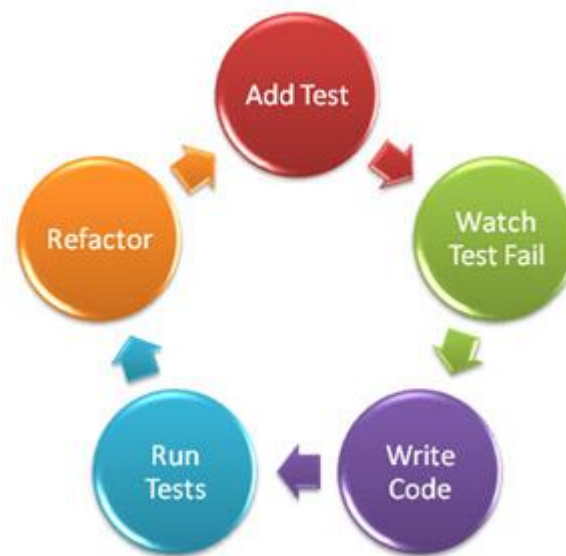 Add Test
Watch
Test Fail
Write
Code
Run
Tests
Refactor